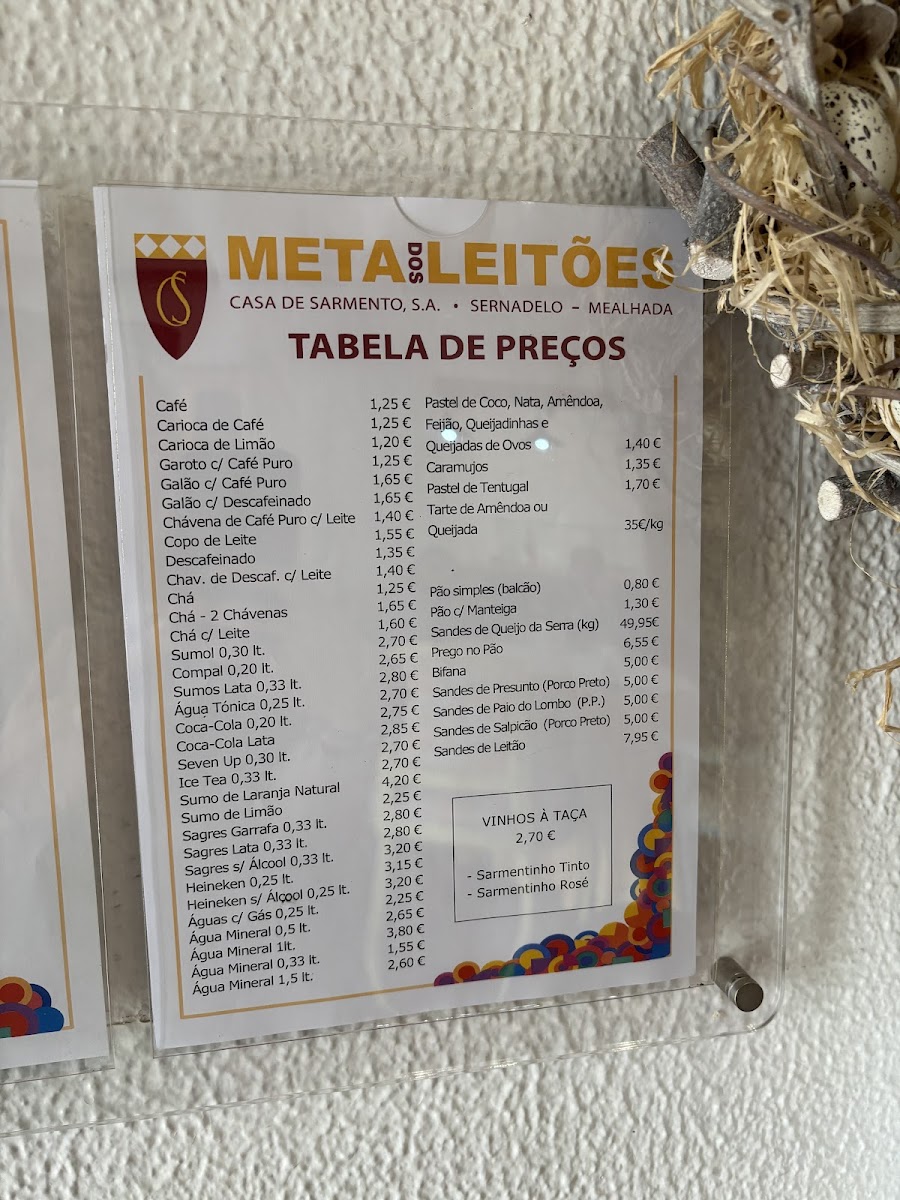 META DOS LEITÕES
CASA DE SARMENTO, S.A. • SERNADELO – MEALHADA
TABELA DE PREÇOS
Café 1,25 €
Carioca de Café 1,25 €
Carioca de Limão 1,20 €
Garoto c/ Café Puro 1,25 €
Galão c/ Café Puro 1,65 €
Galão c/ Descafeinado 1,65 €
Chávena de Café Puro c/ Leite 1,40 €
Copo de Leite 1,55 €
Descafeinado 1,35 €
Chav. de Descaf. c/ Leite 1,40 €
Chá 1,25 €
Chá - 2 Chávenas 1,65 €
Chá c/ Leite 1,60 €
Sumol 0,30 lt. 2,70 €
Compal 0,20 lt. 2,65 €
Sumos Lata 0,33 lt. 2,80 €
Água Tónica 0,25 lt. 2,70 €
Coca-Cola 0,20 lt. 2,75 €
Coca-Cola Lata 2,85 €
Seven Up 0,30 lt. 2,70 €
Ice Tea 0,33 lt. 2,70 €
Sumo de Laranja Natural 4,20 €
Sumo de Limão 2,25 €
Sagres Garrafa 0,33 lt. 2,80 €
Sagres Lata 0,33 lt. 2,80 €
Sagres s/ Álcool 0,33 lt. 3,20 €
Heineken 0,25 lt. 3,15 €
Heineken s/ Álçool 0,25 lt. 3,20 €
Águas c/ Gás 0,25 lt. 2,25 €
Água Mineral 0,5 lt. 2,65 €
Água Mineral 1lt. 3,80 €
Água Mineral 0,33 lt. 1,55 €
Água Mineral 1,5 lt. 2,60 €
Pastel de Coco, Nata, Amêndoa,
Feijão, Queijadinhas e
Queijadas de Ovos 1,40 €
Caramujos 1,35 €
Pastel de Tentugal 1,70 €
Tarte de Amêndoa ou
Queijada 35€/kg
Pão simples (balcão) 0,80 €
Pão c/ Manteiga 1,30 €
Sandes de Queijo da Serra (kg) 49,95€
Prego no Pão 6,55 €
Bifana 5,00 €
Sandes de Presunto (Porco Preto) 5,00 €
Sandes de Paio do Lombo (P.P.) 5,00 €
Sandes de Salpicão (Porco Preto) 5,00 €
Sandes de Leitão 7,95 €
VINHOS À TAÇA
2,70 €
- Sarmentinho Tinto
- Sarmentinho Rosé